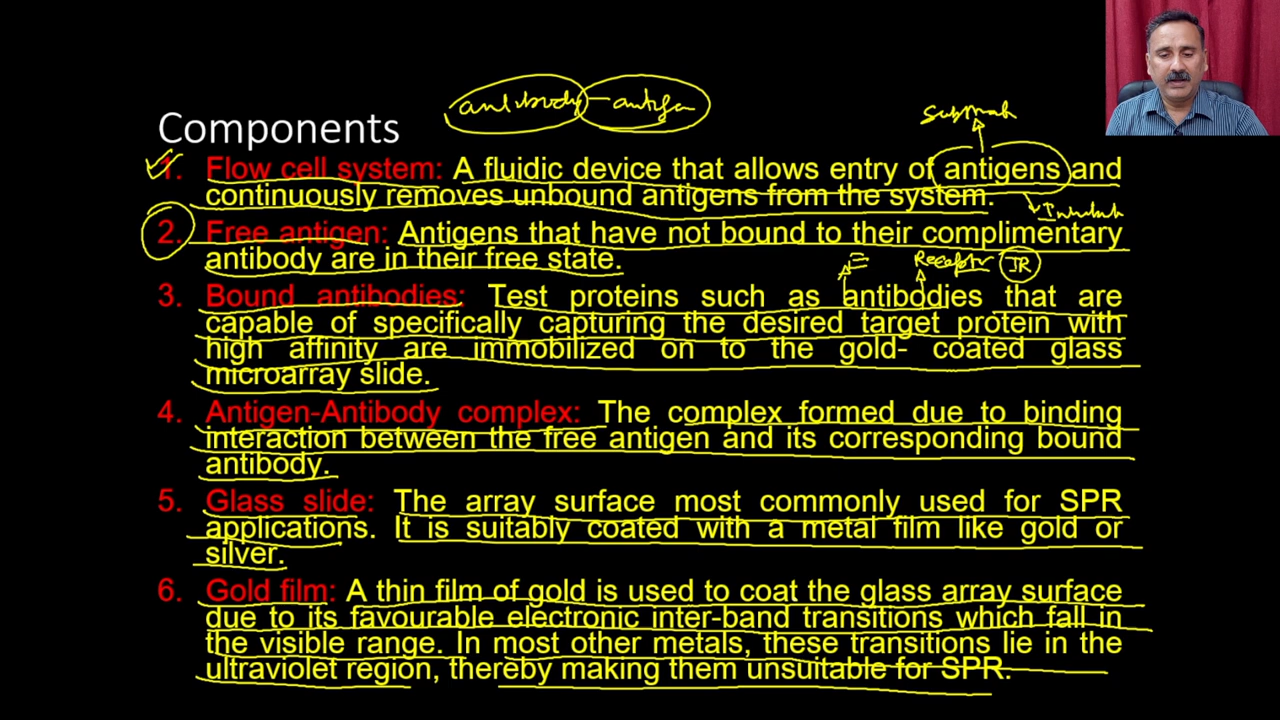 antibody - antigen
Components
Substrate
1. Flow cell system: A fluidic device that allows entry of antigens and
continuously removes unbound antigens from the system.
2. Free antigen: Antigens that have not bound to their complimentary
antibody are in their free state.
E Receptor IR
3. Bound antibodies: Test proteins such as antibodies that are
capable of specifically capturing the desired target protein with
high affinity are immobilized on to the gold- coated glass
microarray slide.
4. Antigen-Antibody complex: The complex formed due to binding
interaction between the free antigen and its corresponding bound
antibody.
5. Glass slide: The array surface most commonly used for SPR
applications. It is suitably coated with a metal film like gold or
silver.
6. Gold film: A thin film of gold is used to coat the glass array surface
due to its favourable electronic inter-band transitions which fall in
the visible range. In most other metals, these transitions lie in the
ultraviolet region, thereby making them unsuitable for SPR.